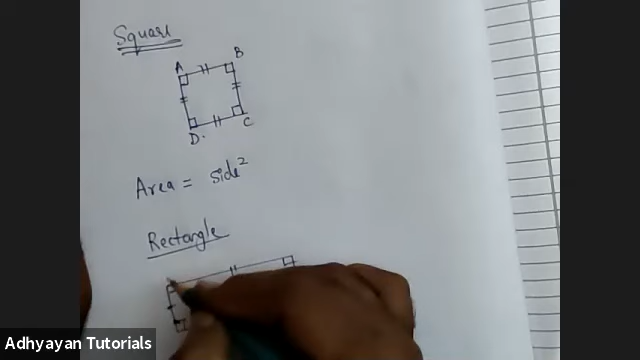 Square
A B
D. C
Area = side²
Rectangle
Adhyayan Tutorials